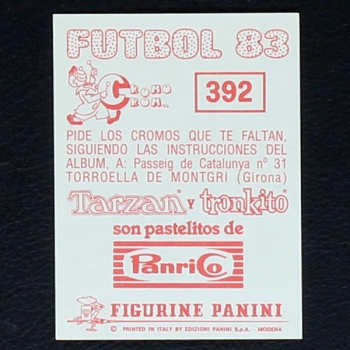 FUTBOL 83
CROMO
CROM
392
PIDE LOS CROMOS QUE TE FALTAN,
SIGUIENDO LAS INSTRUCCIONES DEL
ALBUM, A: Passeig de Catalunya nº 31
TORROELLA DE MONTGRI (Girona)
Tarzan Y tronkito
son pastelitos de
PanriCo
FIGURINE PANINI
© PRINTED IN ITALY BY EDIZIONI PANINI S.p.A. - MODENA